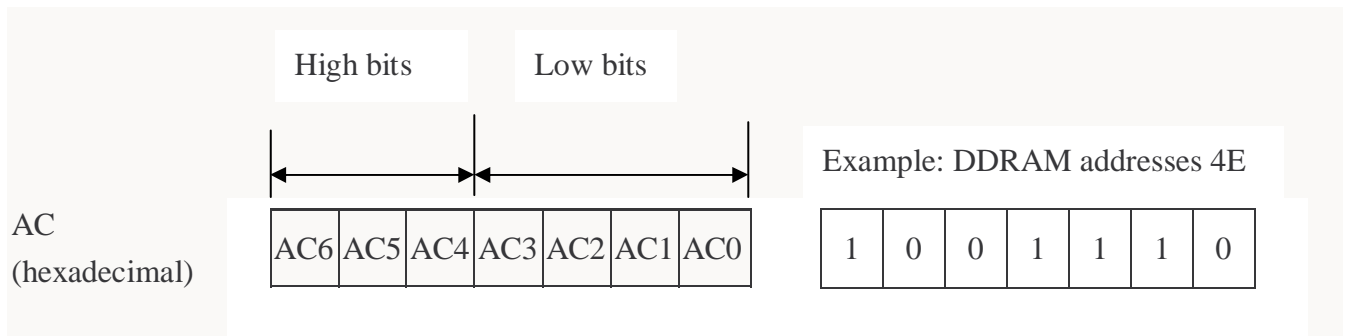 High bits Low bits
Example: DDRAM addresses 4E
AC
(hexadecimal)
AC6 AC5 AC4 AC3 AC2 AC1 AC0 1 0 0 1 1 1 0